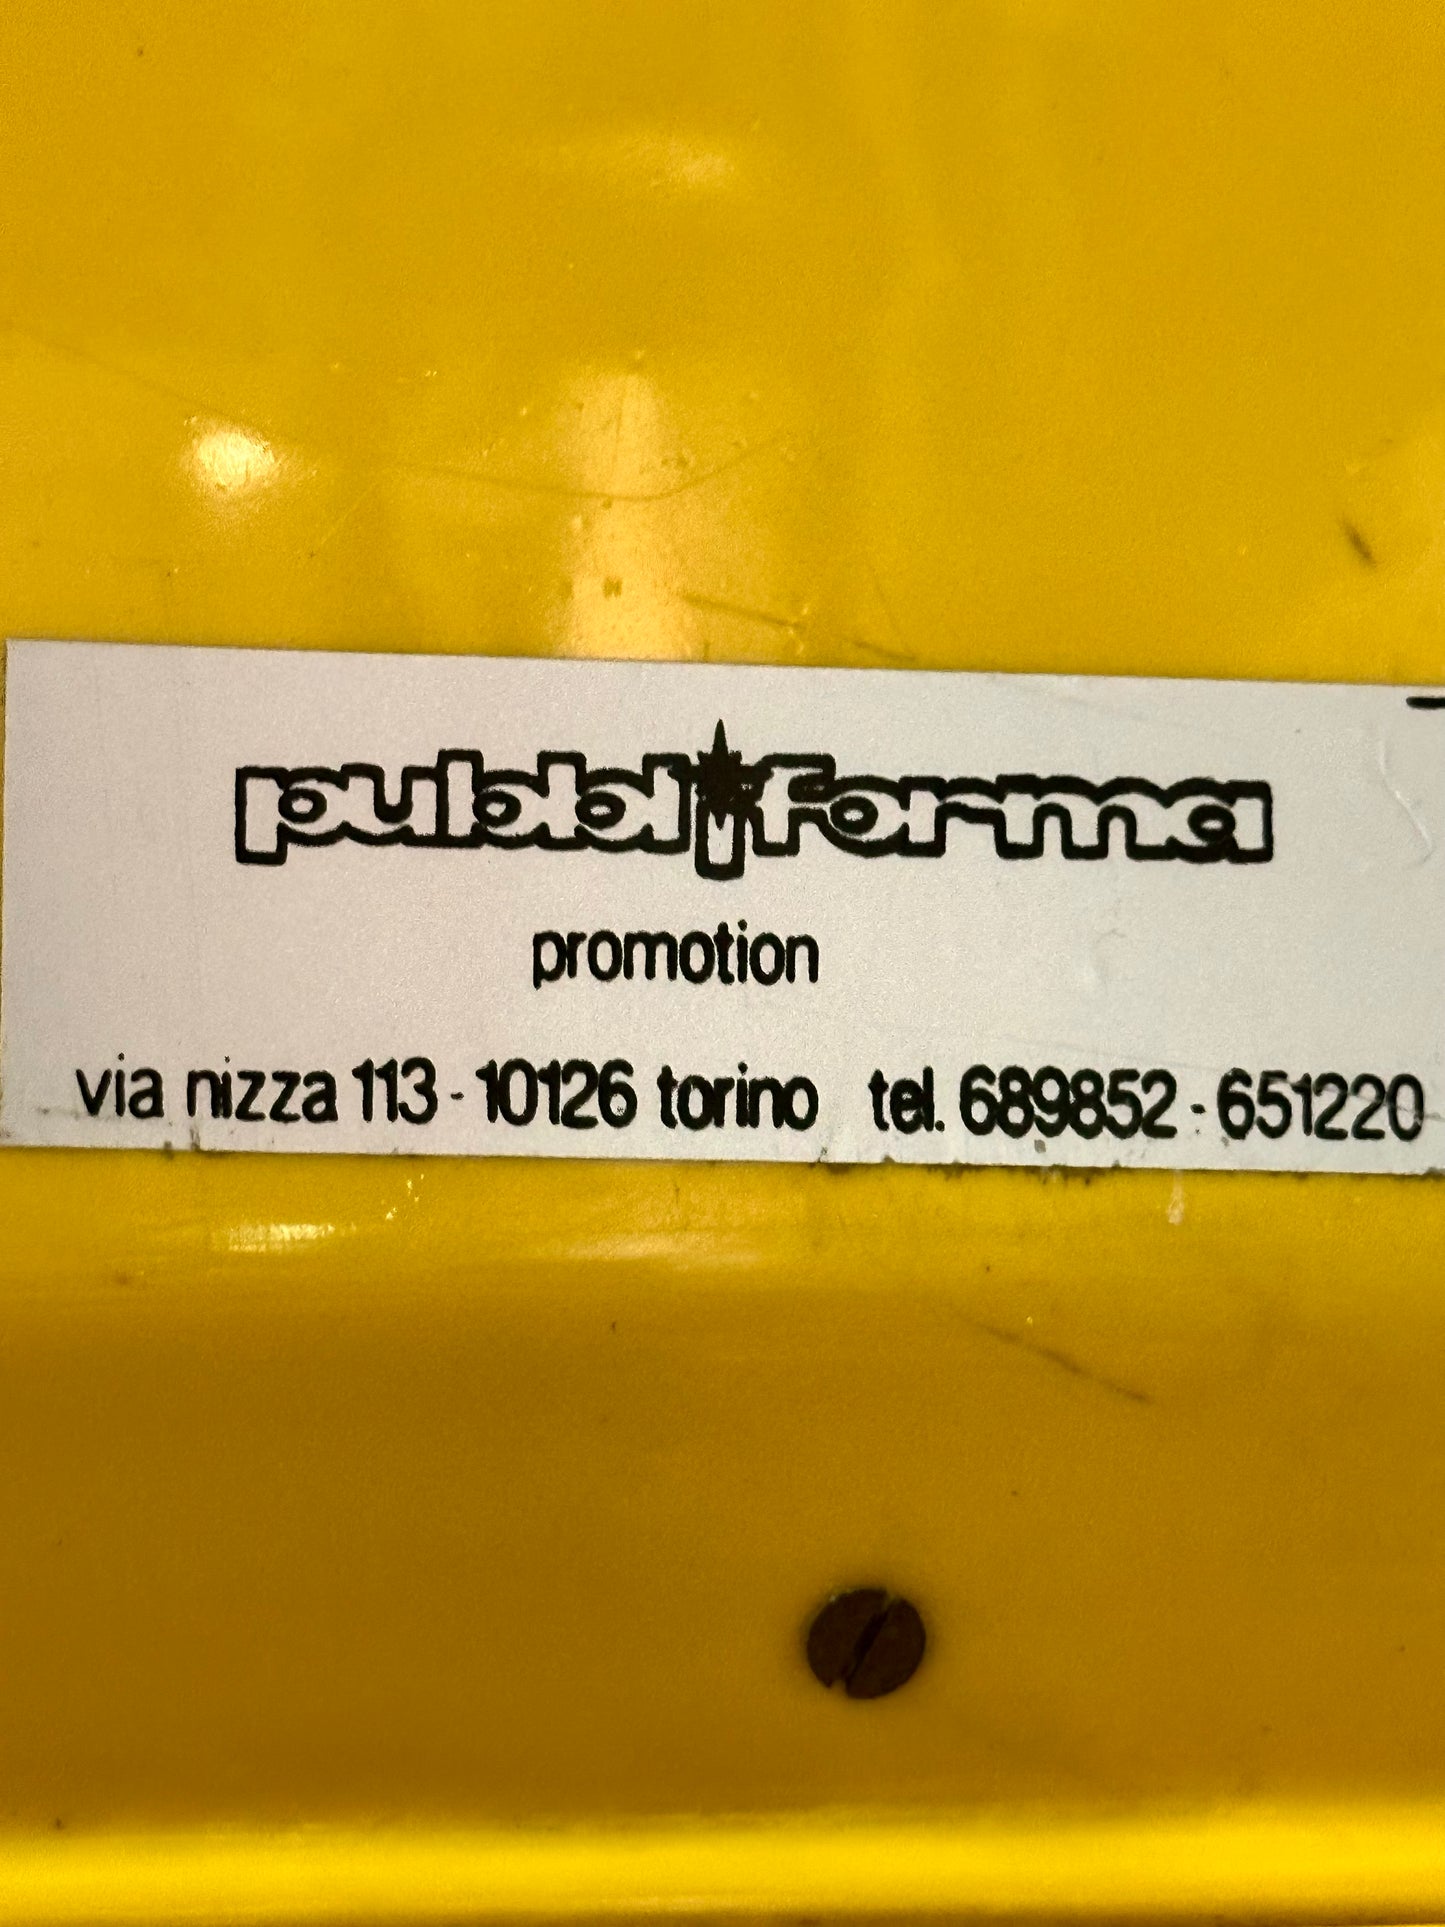 pubbliforma
promotion
via nizza 113 - 10126 torino tel. 689852 - 651220